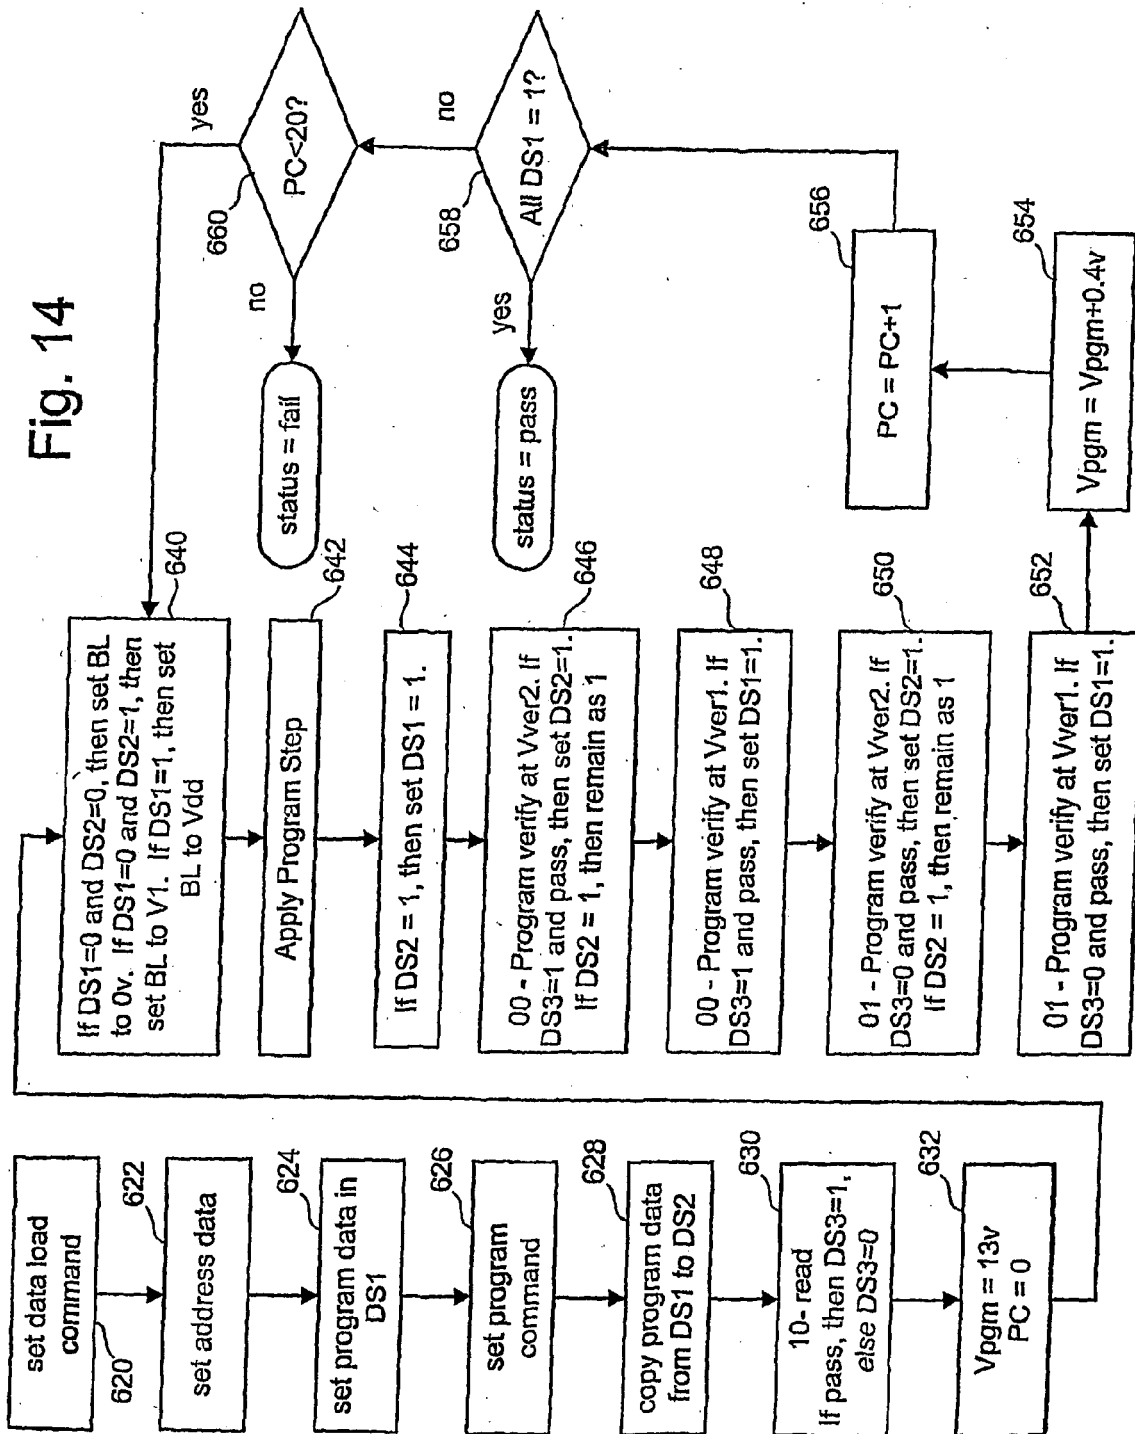 Fig. 14
set data load
command
620
set address data
622
set program data in
DS1
624
set program
command
626
copy program data
from DS1 to DS2
628
10- read
If pass, then DS3=1,
else DS3=0
630
Vpgm = 13v
PC = 0
632
If DS1=0 and DS2=0, then set BL
to 0v. If DS1=0 and DS2=1, then
set BL to V1. If DS1=1, then set
BL to Vdd
640
Apply Program Step
642
If DS2 = 1, then set DS1 = 1.
644
00 - Program verify at Vver2. If
DS3=1 and pass, then set DS2=1.
If DS2 = 1, then remain as 1
646
00 - Program verify at Vver1. If
DS3=1 and pass, then set DS1=1.
648
01 - Program verify at Vver2. If
DS3=0 and pass, then set DS2=1.
If DS2 = 1, then remain as 1
650
01 - Program verify at Vver1. If
DS3=0 and pass, then set DS1=1.
652
Vpgm = Vpgm+0.4v
654
PC = PC+1
656
All DS1 = 1?
658
yes
status = pass
no
PC<20?
660
no
status = fail
yes